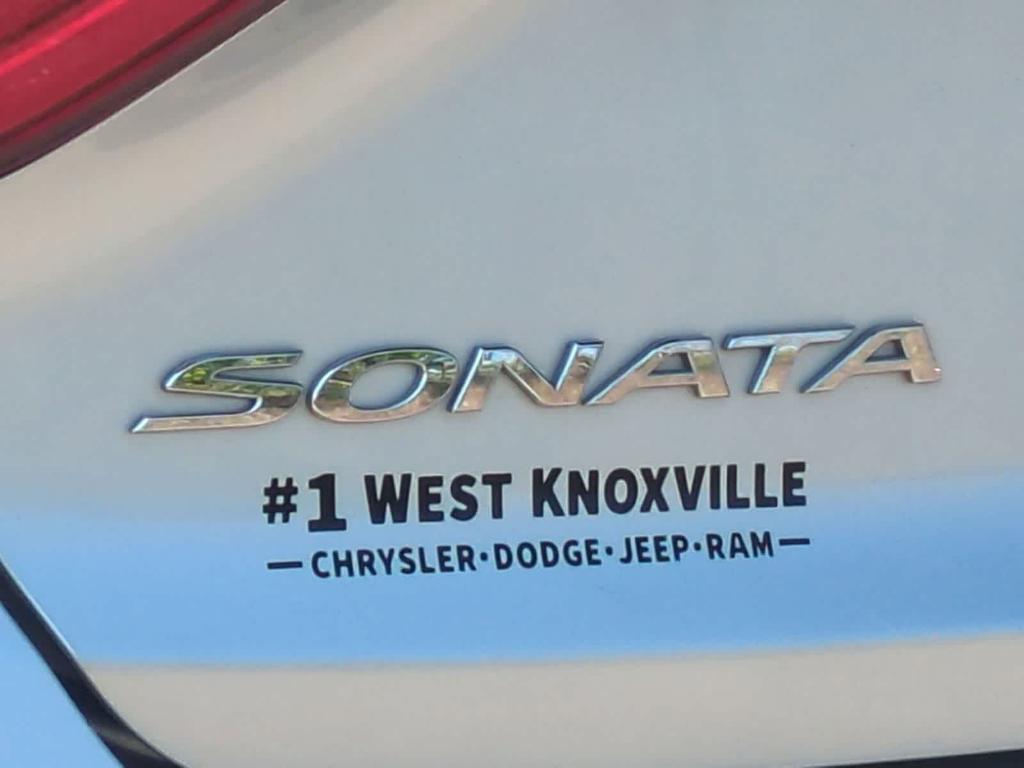 SONATA
#1 WEST KNOXVILLE
—CHRYSLER·DODGE·JEEP·RAM—